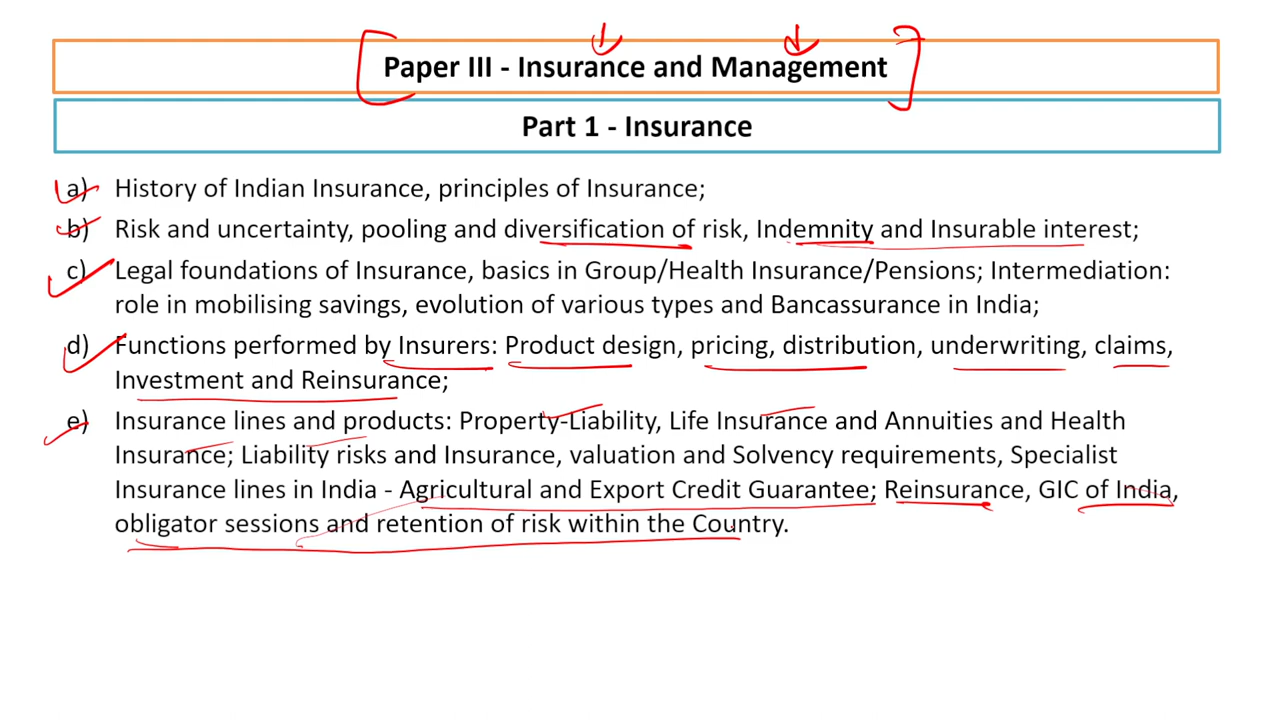 Paper III - Insurance and Management
Part 1 - Insurance
a) History of Indian Insurance, principles of Insurance;
b) Risk and uncertainty, pooling and diversification of risk, Indemnity and Insurable interest;
c) Legal foundations of Insurance, basics in Group/Health Insurance/Pensions; Intermediation:
role in mobilising savings, evolution of various types and Bancassurance in India;
d) Functions performed by Insurers: Product design, pricing, distribution, underwriting, claims,
Investment and Reinsurance;
e) Insurance lines and products: Property-Liability, Life Insurance and Annuities and Health
Insurance; Liability risks and Insurance, valuation and Solvency requirements, Specialist
Insurance lines in India - Agricultural and Export Credit Guarantee; Reinsurance, GIC of India,
obligator sessions and retention of risk within the Country.